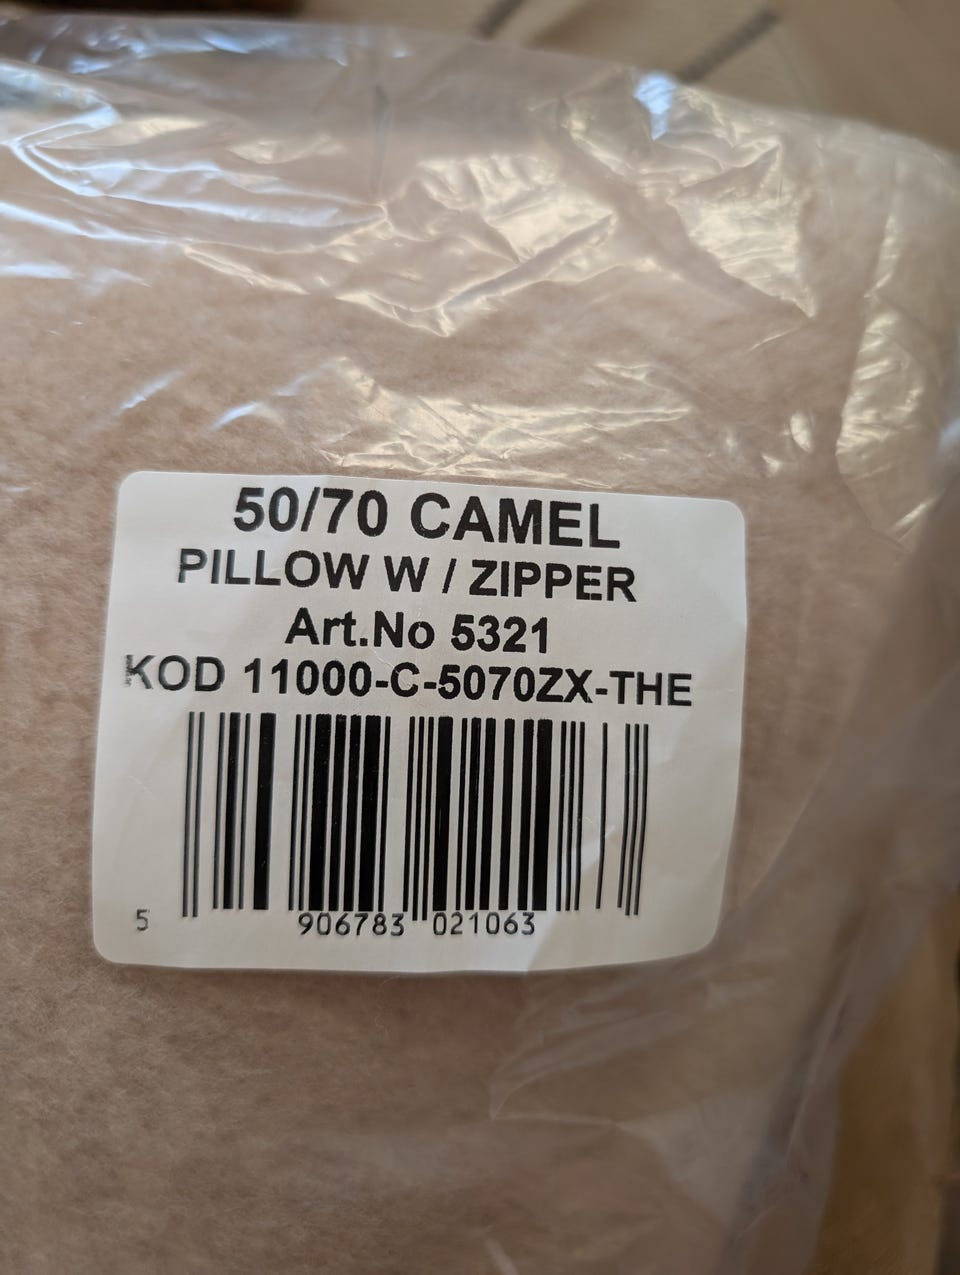 50/70 CAMEL
PILLOW W / ZIPPER
Art.No 5321
KOD 11000-C-5070ZX-THE
5 906783 021063